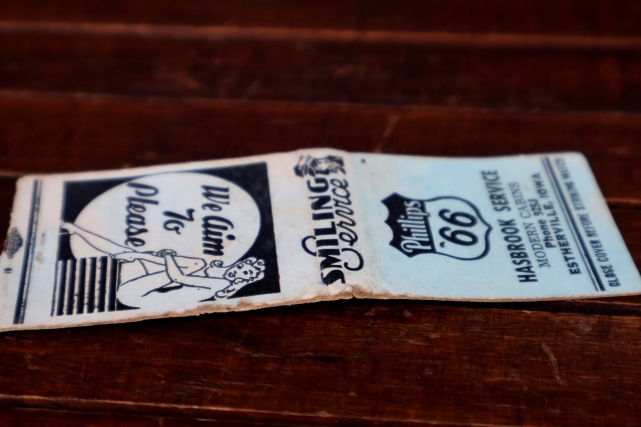 We Aim
To
Please
SMILING
Service
Phillips
66
HASBROOK SERVICE
MODERN CABINS
Phone 952J
ESTHERVILLE, IOWA
CLOSE COVER BEFORE STRIKING MATCH